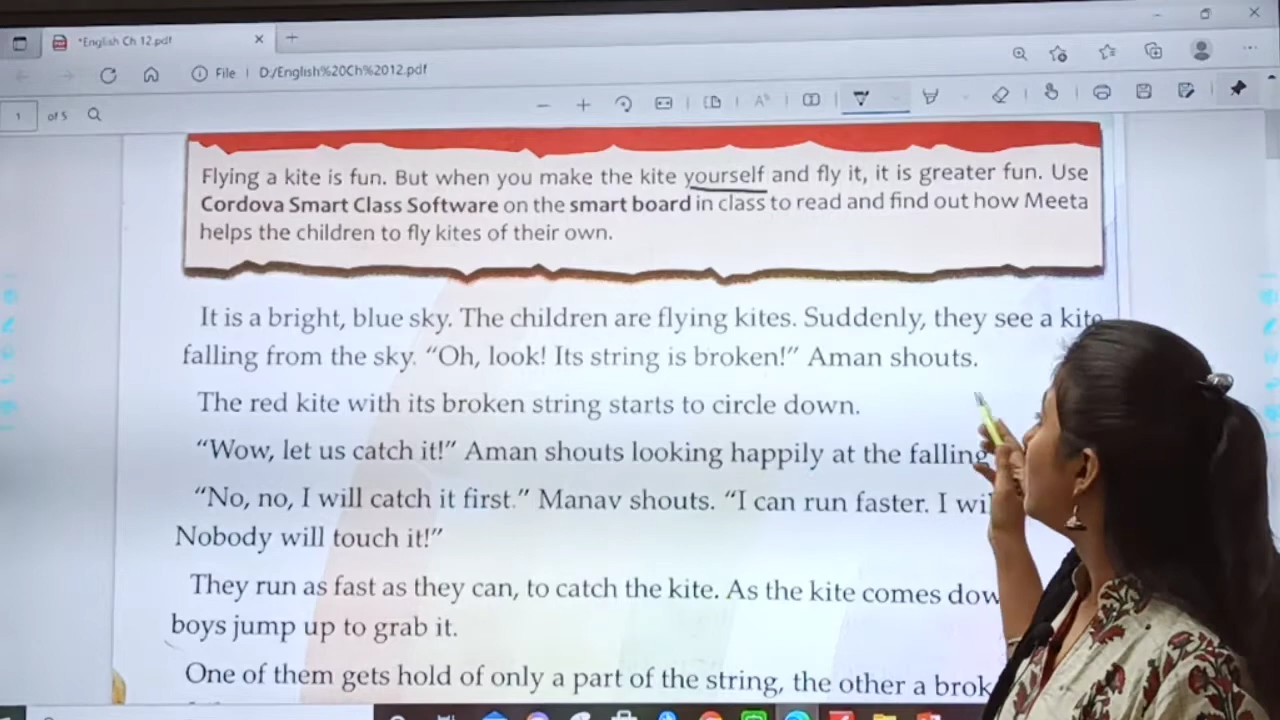 *English Ch 12.pdf
File | D:/English%20Ch%2012.pdf
1 of 5
Flying a kite is fun. But when you make the kite yourself and fly it, it is greater fun. Use
Cordova Smart Class Software on the smart board in class to read and find out how Meeta
helps the children to fly kites of their own.
It is a bright, blue sky. The children are flying kites. Suddenly, they see a kite
falling from the sky. “Oh, look! Its string is broken!” Aman shouts.
The red kite with its broken string starts to circle down.
“Wow, let us catch it!” Aman shouts looking happily at the falling
“No, no, I will catch it first.” Manav shouts. “I can run faster. I
Nobody will touch it!”
They run as fast as they can, to catch the kite. As the kite comes
boys jump up to grab it.
One of them gets hold of only a part of the string, the other a